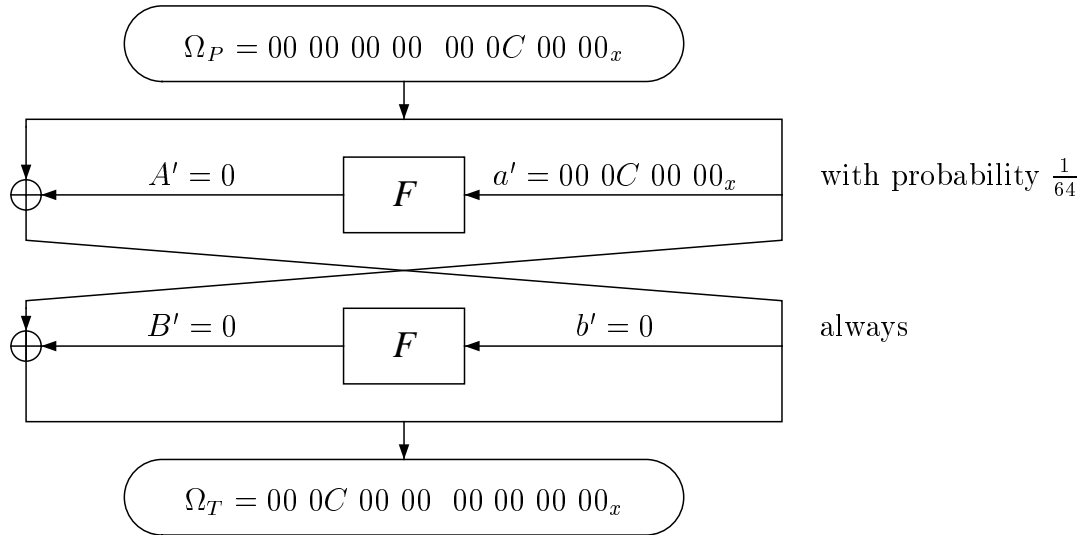 Ω_P = 00 00 00 00 00 0C 00 00_x
A′ = 0 F a′ = 00 0C 00 00_x with probability 1/64
B′ = 0 F b′ = 0 always
Ω_T = 00 0C 00 00 00 00 00 00_x